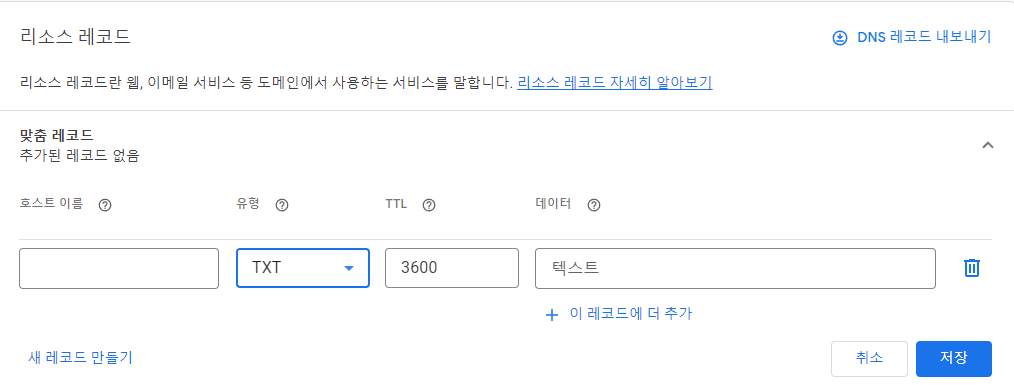 리소스 레코드
DNS 레코드 내보내기
리소스 레코드란 웹, 이메일 서비스 등 도메인에서 사용하는 서비스를 말합니다. 리소스 레코드 자세히 알아보기
맞춤 레코드
추가된 레코드 없음
호스트 이름 유형 TTL 데이터
TXT 3600 텍스트
이 레코드에 더 추가
새 레코드 만들기 취소 저장